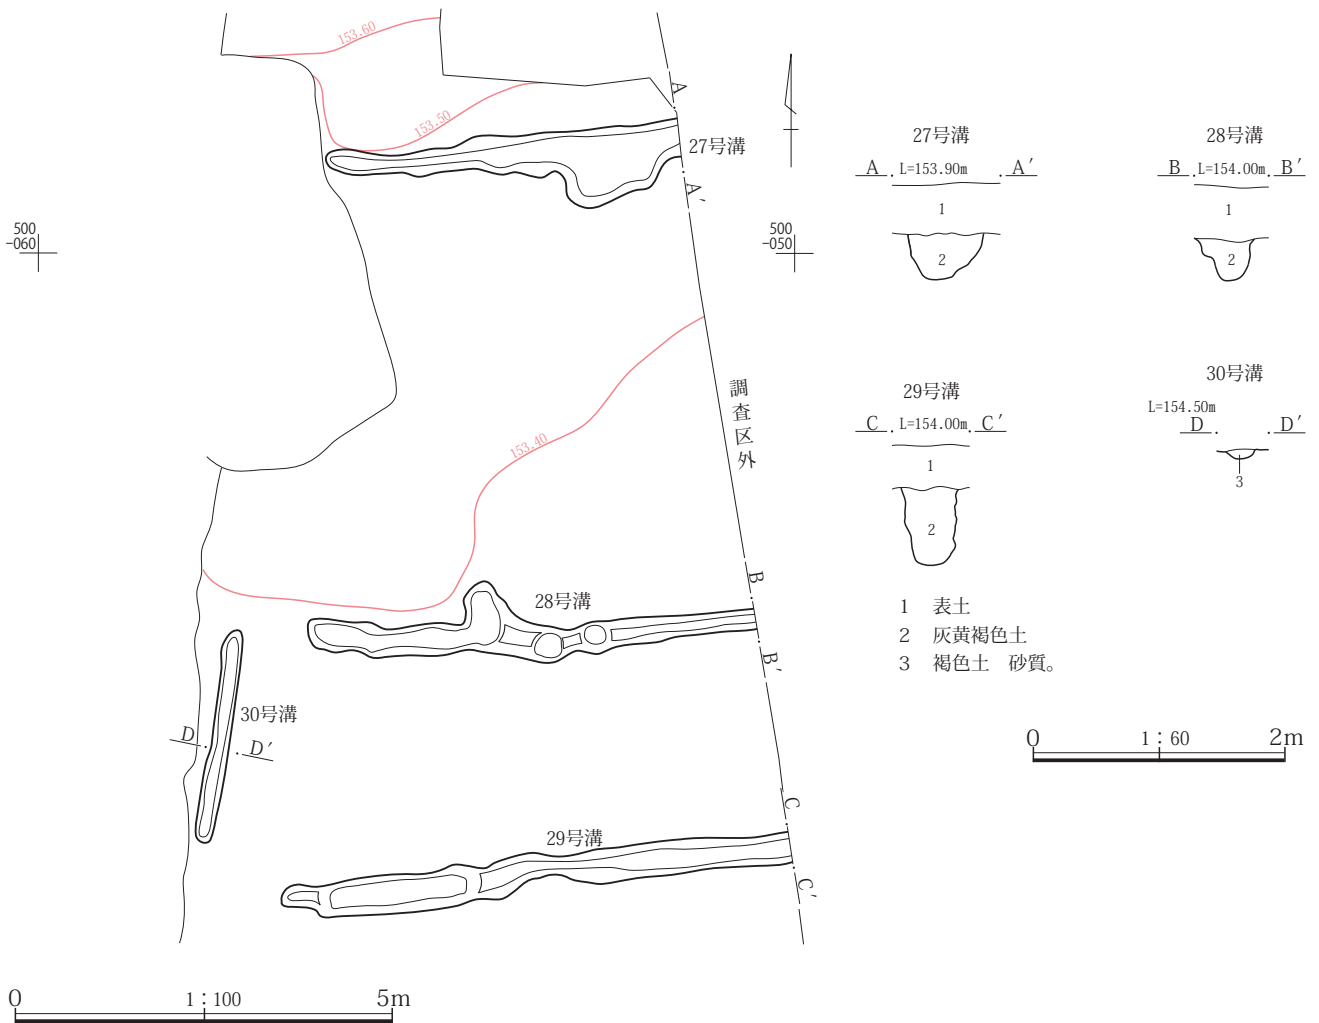 153.60
153.50
A
27号溝
A′
500
-060
500
-050
調査区外
153.40
28号溝
B
B′
30号溝
D
D′
29号溝
C
C′
0 1:100 5m
27号溝
A L=153.90m A′
1
2
28号溝
B L=154.00m B′
1
2
29号溝
C L=154.00m C′
1
2
30号溝
L=154.50m
D D′
3
1 表土
2 灰黄褐色土
3 褐色土 砂質。
0 1:60 2m